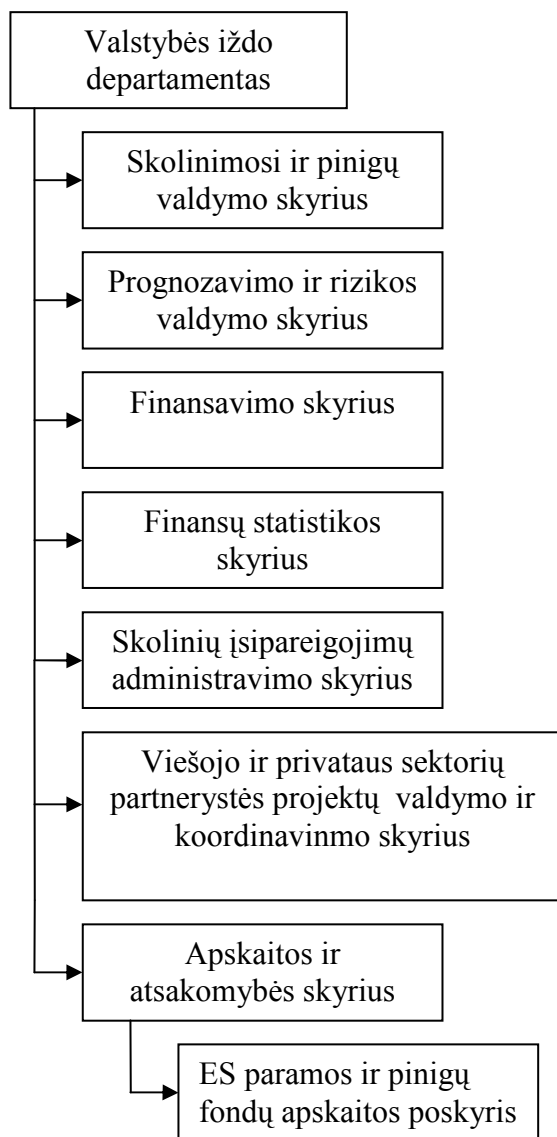 Valstybės iždo
departamentas
Skolinimosi ir pinigų
valdymo skyrius
Prognozavimo ir rizikos
valdymo skyrius
Finansavimo skyrius
Finansų statistikos
skyrius
Skolinių įsipareigojimų
administravimo skyrius
Viešojo ir privataus sektorių
partnerystės projektų valdymo ir
koordinavinmo skyrius
Apskaitos ir
atsakomybės skyrius
ES paramos ir pinigų
fondų apskaitos poskyris